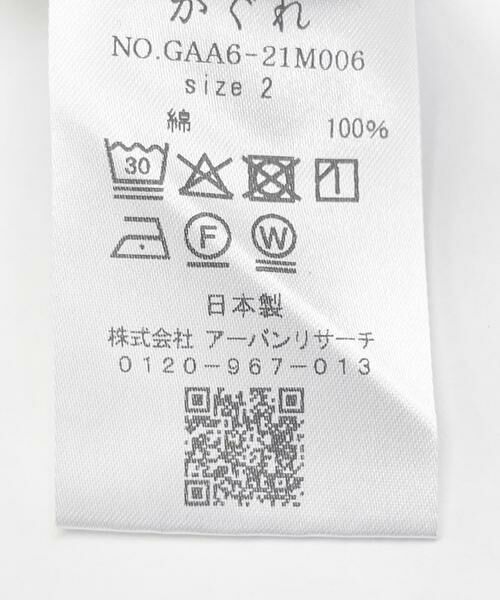 かぐれ
NO.GAA6-21M006
size 2
綿 100%
30
F W
日本製
株式会社 アーバンリサーチ
0120-967-013